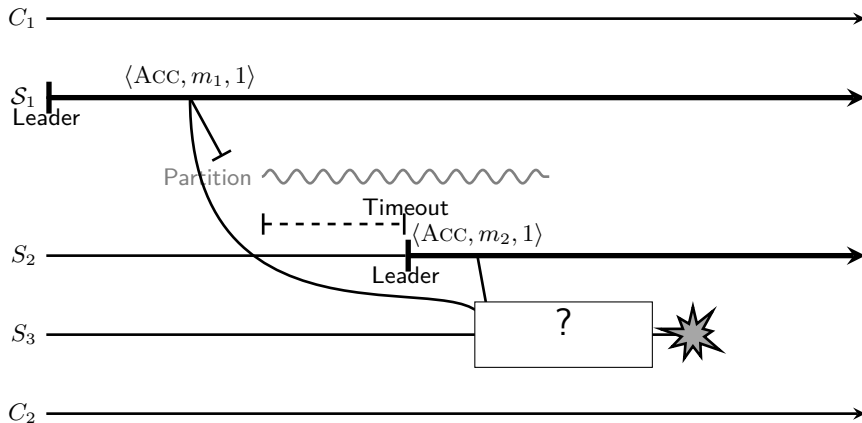 C₁
⟨Acc, m₁, 1⟩
𝒮₁
Leader
Partition
Timeout
⟨Acc, m₂, 1⟩
S₂
Leader
?
S₃
C₂